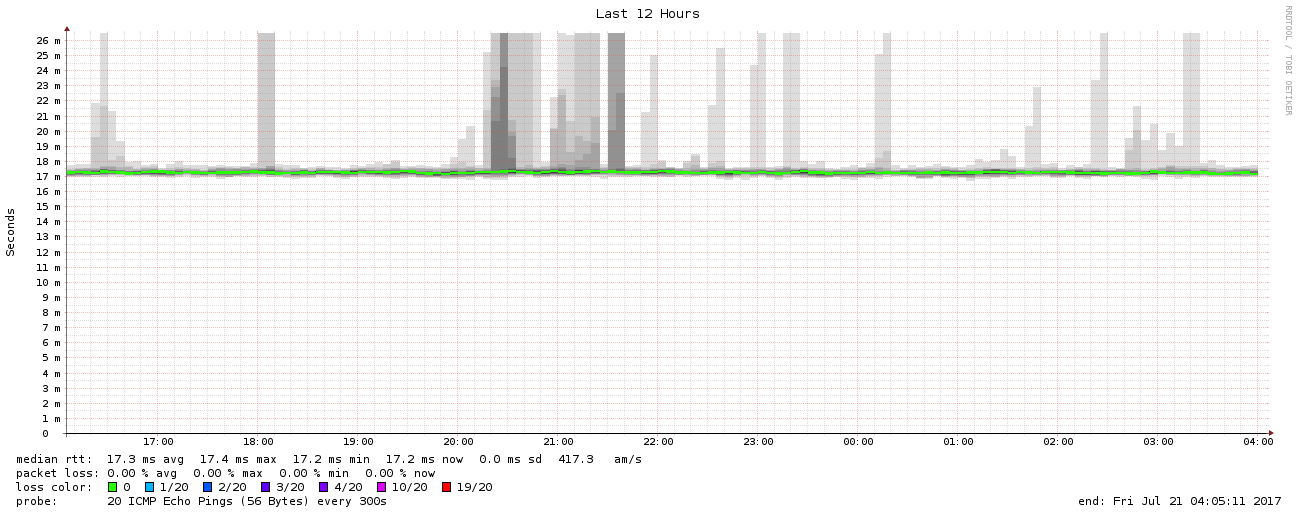 Last 12 Hours
RRDTOOL / TOBI OETIKER
Seconds
26 m
25 m
24 m
23 m
22 m
21 m
20 m
19 m
18 m
17 m
16 m
15 m
14 m
13 m
12 m
11 m
10 m
9 m
8 m
7 m
6 m
5 m
4 m
3 m
2 m
1 m
0
17:00 18:00 19:00 20:00 21:00 22:00 23:00 00:00 01:00 02:00 03:00 04:00
median rtt: 17.3 ms avg 17.4 ms max 17.2 ms min 17.2 ms now 0.0 ms sd 417.3 am/s
packet loss: 0.00 % avg 0.00 % max 0.00 % min 0.00 % now
loss color: 0 1/20 2/20 3/20 4/20 10/20 19/20
probe: 20 ICMP Echo Pings (56 Bytes) every 300s end: Fri Jul 21 04:05:11 2017